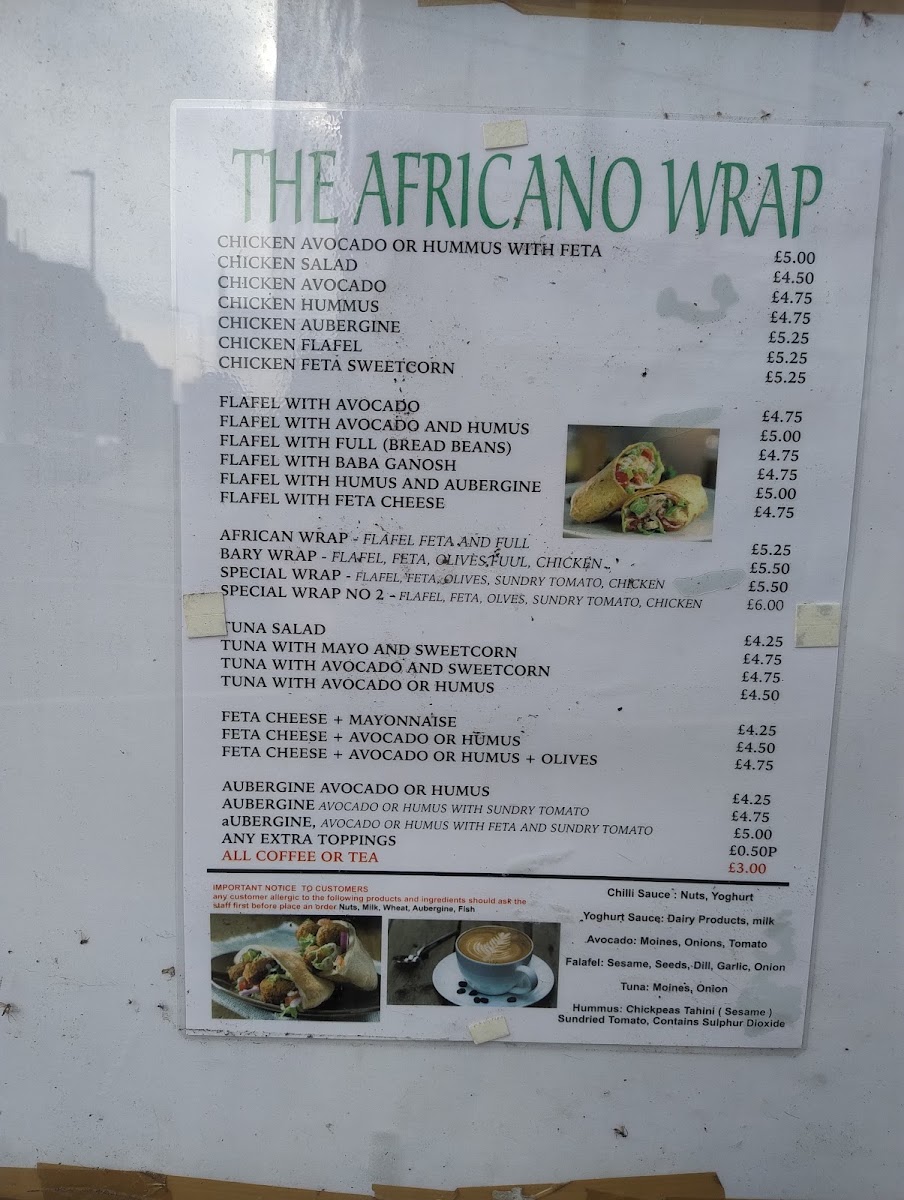 THE AFRICANO WRAP
CHICKEN AVOCADO OR HUMMUS WITH FETA £5.00
CHICKEN SALAD £4.50
CHICKEN AVOCADO £4.75
CHICKEN HUMMUS £4.75
CHICKEN AUBERGINE £5.25
CHICKEN FLAFEL £5.25
CHICKEN FETA SWEETCORN £5.25
FLAFEL WITH AVOCADO £4.75
FLAFEL WITH AVOCADO AND HUMUS £5.00
FLAFEL WITH FULL (BREAD BEANS) £4.75
FLAFEL WITH BABA GANOSH £4.75
FLAFEL WITH HUMUS AND AUBERGINE £5.00
FLAFEL WITH FETA CHEESE £4.75
AFRICAN WRAP - FLAFEL FETA AND FULL £5.25
BARY WRAP - FLAFEL, FETA, OLIVES,FUUL, CHICKEN £5.50
SPECIAL WRAP - FLAFEL, FETA, OLIVES, SUNDRY TOMATO, CHICKEN £5.50
SPECIAL WRAP NO 2 - FLAFEL, FETA, OLVES, SUNDRY TOMATO, CHICKEN £6.00
TUNA SALAD £4.25
TUNA WITH MAYO AND SWEETCORN £4.75
TUNA WITH AVOCADO AND SWEETCORN £4.75
TUNA WITH AVOCADO OR HUMUS £4.50
FETA CHEESE + MAYONNAISE £4.25
FETA CHEESE + AVOCADO OR HUMUS £4.50
FETA CHEESE + AVOCADO OR HUMUS + OLIVES £4.75
AUBERGINE AVOCADO OR HUMUS £4.25
AUBERGINE AVOCADO OR HUMUS WITH SUNDRY TOMATO £4.75
aUBERGINE, AVOCADO OR HUMUS WITH FETA AND SUNDRY TOMATO £5.00
ANY EXTRA TOPPINGS £0.50P
ALL COFFEE OR TEA £3.00
IMPORTANT NOTICE TO CUSTOMERS
any customer allergic to the following products and ingredients should ask the
staff first before place an order Nuts, Milk, Wheat, Aubergine, Fish
Chilli Sauce : Nuts, Yoghurt
Yoghurt Sauce: Dairy Products, milk
Avocado: Moines, Onions, Tomato
Falafel: Sesame, Seeds, Dill, Garlic, Onion
Tuna: Moines, Onion
Hummus: Chickpeas Tahini ( Sesame )
Sundried Tomato, Contains Sulphur Dioxide